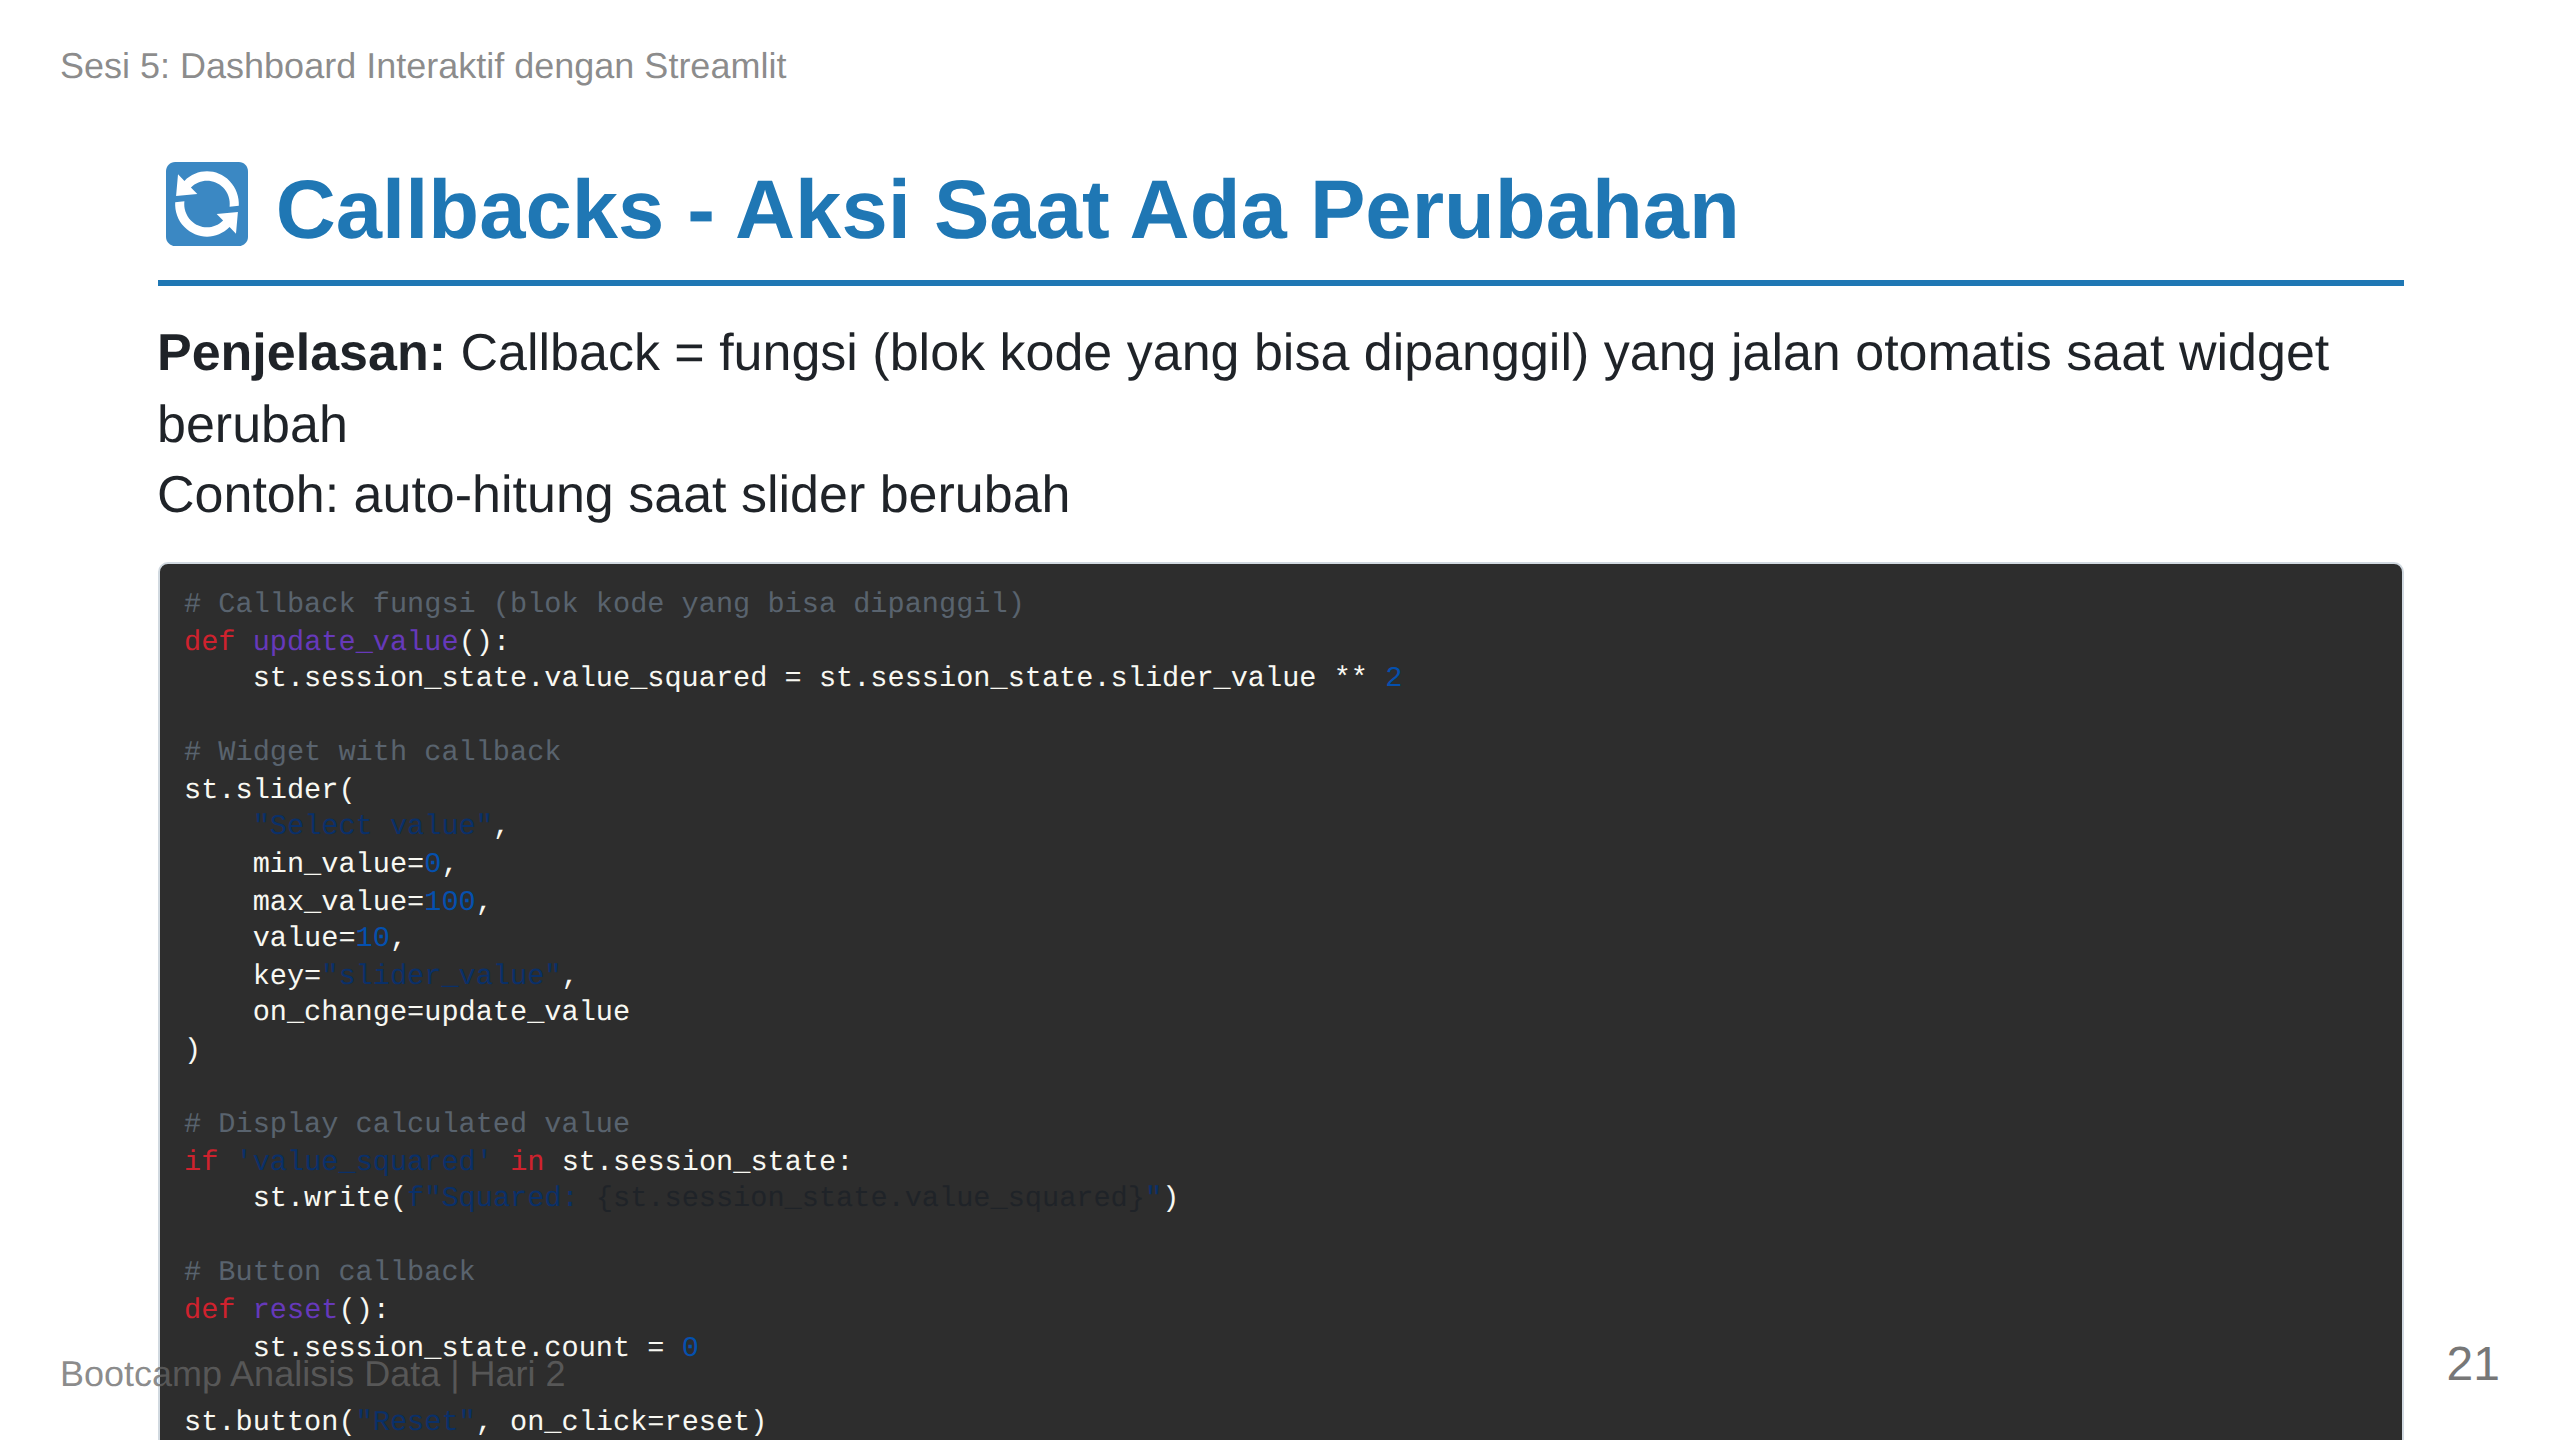 Sesi 5: Dashboard Interaktif dengan Streamlit
🔄 Callbacks - Aksi Saat Ada Perubahan
Penjelasan: Callback = fungsi (blok kode yang bisa dipanggil) yang jalan otomatis saat widget
berubah
Contoh: auto-hitung saat slider berubah
# Callback fungsi (blok kode yang bisa dipanggil)
def update_value():
    st.session_state.value_squared = st.session_state.slider_value ** 2
# Widget with callback
st.slider(
    "Select value",
    min_value=0,
    max_value=100,
    value=10,
    key="slider_value",
    on_change=update_value
)
# Display calculated value
if 'value_squared' in st.session_state:
    st.write(f"Squared: {st.session_state.value_squared}")
# Button callback
def reset():
    st.session_state.count = 0
st.button("Reset", on_click=reset)
Bootcamp Analisis Data | Hari 2
21